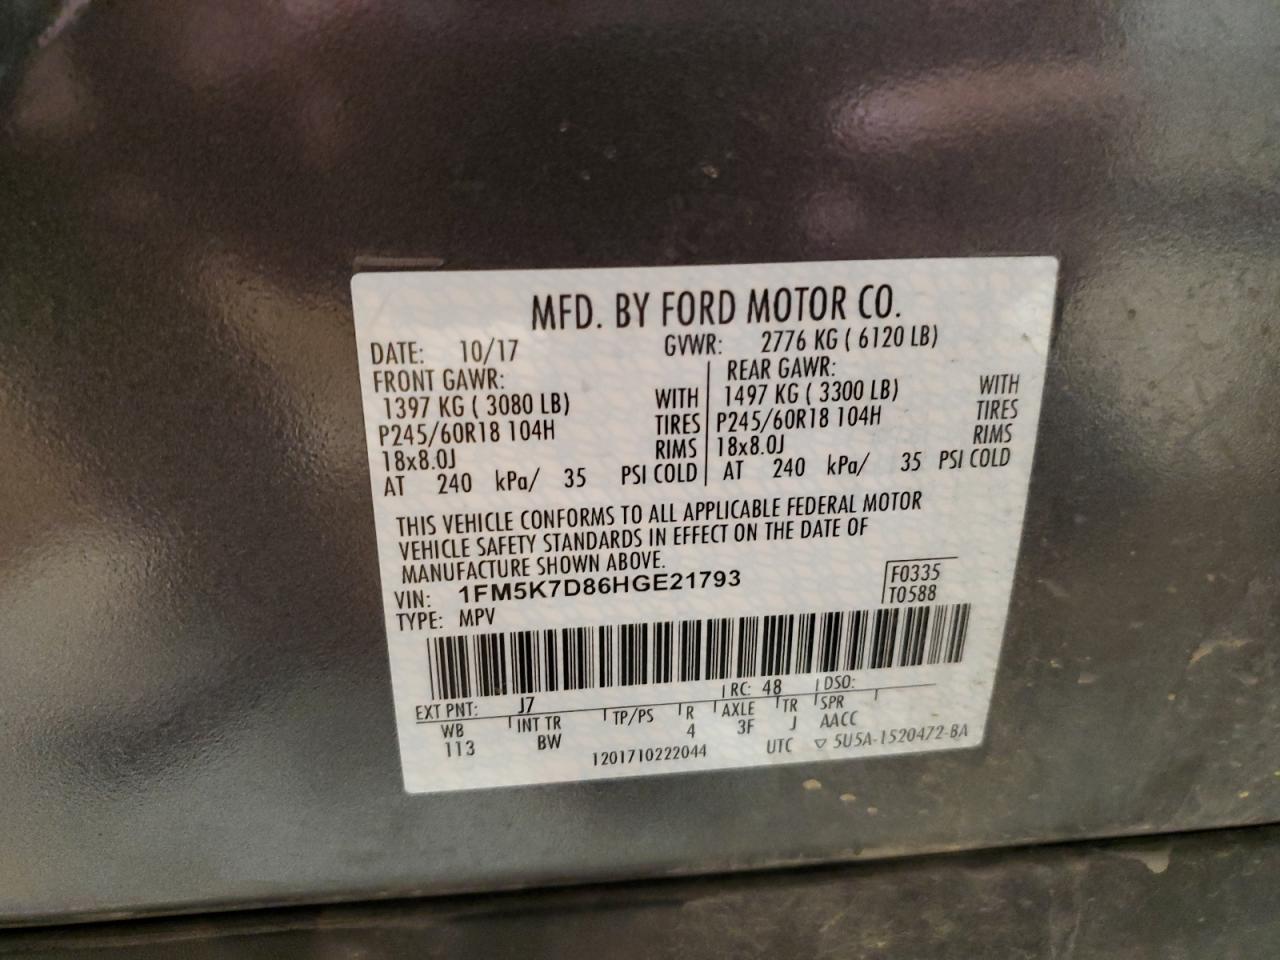 MFD. BY FORD MOTOR CO.
DATE: 10/17 GVWR: 2776 KG ( 6120 LB)
FRONT GAWR: REAR GAWR:
1397 KG ( 3080 LB) WITH 1497 KG ( 3300 LB) WITH
P245/60R18 104H TIRES P245/60R18 104H TIRES
18x8.0J RIMS 18x8.0J RIMS
AT 240 kPa/ 35 PSI COLD AT 240 kPa/ 35 PSI COLD
THIS VEHICLE CONFORMS TO ALL APPLICABLE FEDERAL MOTOR
VEHICLE SAFETY STANDARDS IN EFFECT ON THE DATE OF
MANUFACTURE SHOWN ABOVE.
VIN: 1FM5K7D86HGE21793 F0335
TYPE: MPV T0588
EXT PNT: J7 RC: 48 DSO:
WB INT TR TP/PS R AXLE TR SPR
113 BW 4 3F J AACC
1201710222044 UTC ▽ 5U5A-1520472-BA